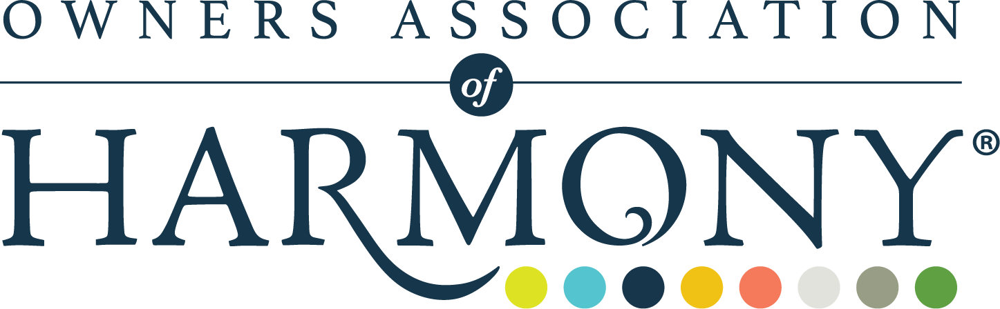 OWNERS ASSOCIATION
of
HARMONY®